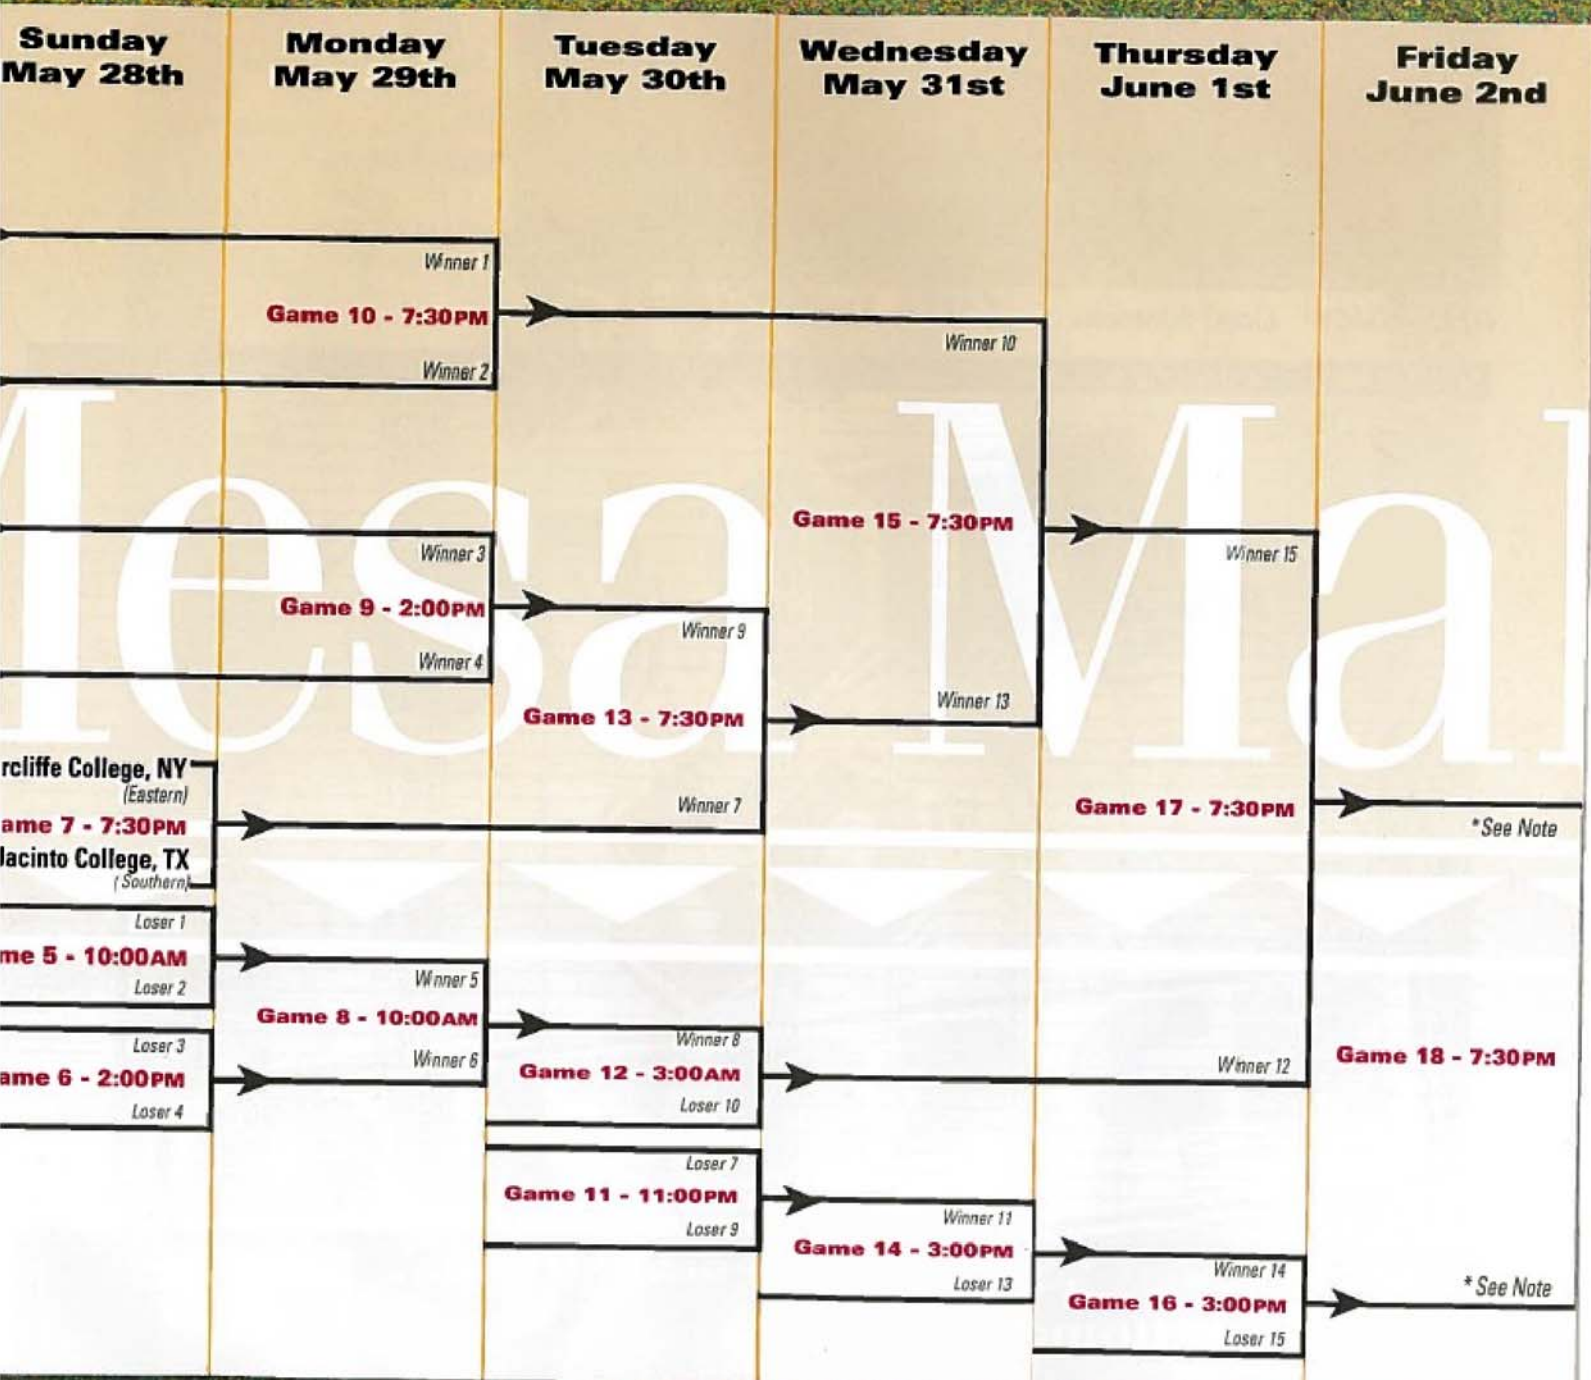 Sunday
May 28th
Monday
May 29th
Tuesday
May 30th
Wednesday
May 31st
Thursday
June 1st
Friday
June 2nd
Winner 1
Game 10 - 7:30PM
Winner 2
Winner 10
Mesa Mal
Game 15 - 7:30PM
Winner 3
Winner 15
Game 9 - 2:00PM
Winner 9
Winner 4
Winner 13
Game 13 - 7:30PM
rcliffe College, NY
(Eastern)
Winner 7
Game 17 - 7:30PM
ame 7 - 7:30PM
*See Note
Jacinto College, TX
(Southern)
Loser 1
me 5 - 10:00AM
Loser 2
Winner 5
Game 8 - 10:00AM
Winner 6
Loser 3
ame 6 - 2:00PM
Loser 4
Winner 8
Game 12 - 3:00AM
Loser 10
Winner 12
Game 18 - 7:30PM
Loser 7
Game 11 - 11:00PM
Loser 9
Winner 11
Game 14 - 3:00PM
Loser 13
Winner 14
Game 16 - 3:00PM
Loser 15
* See Note